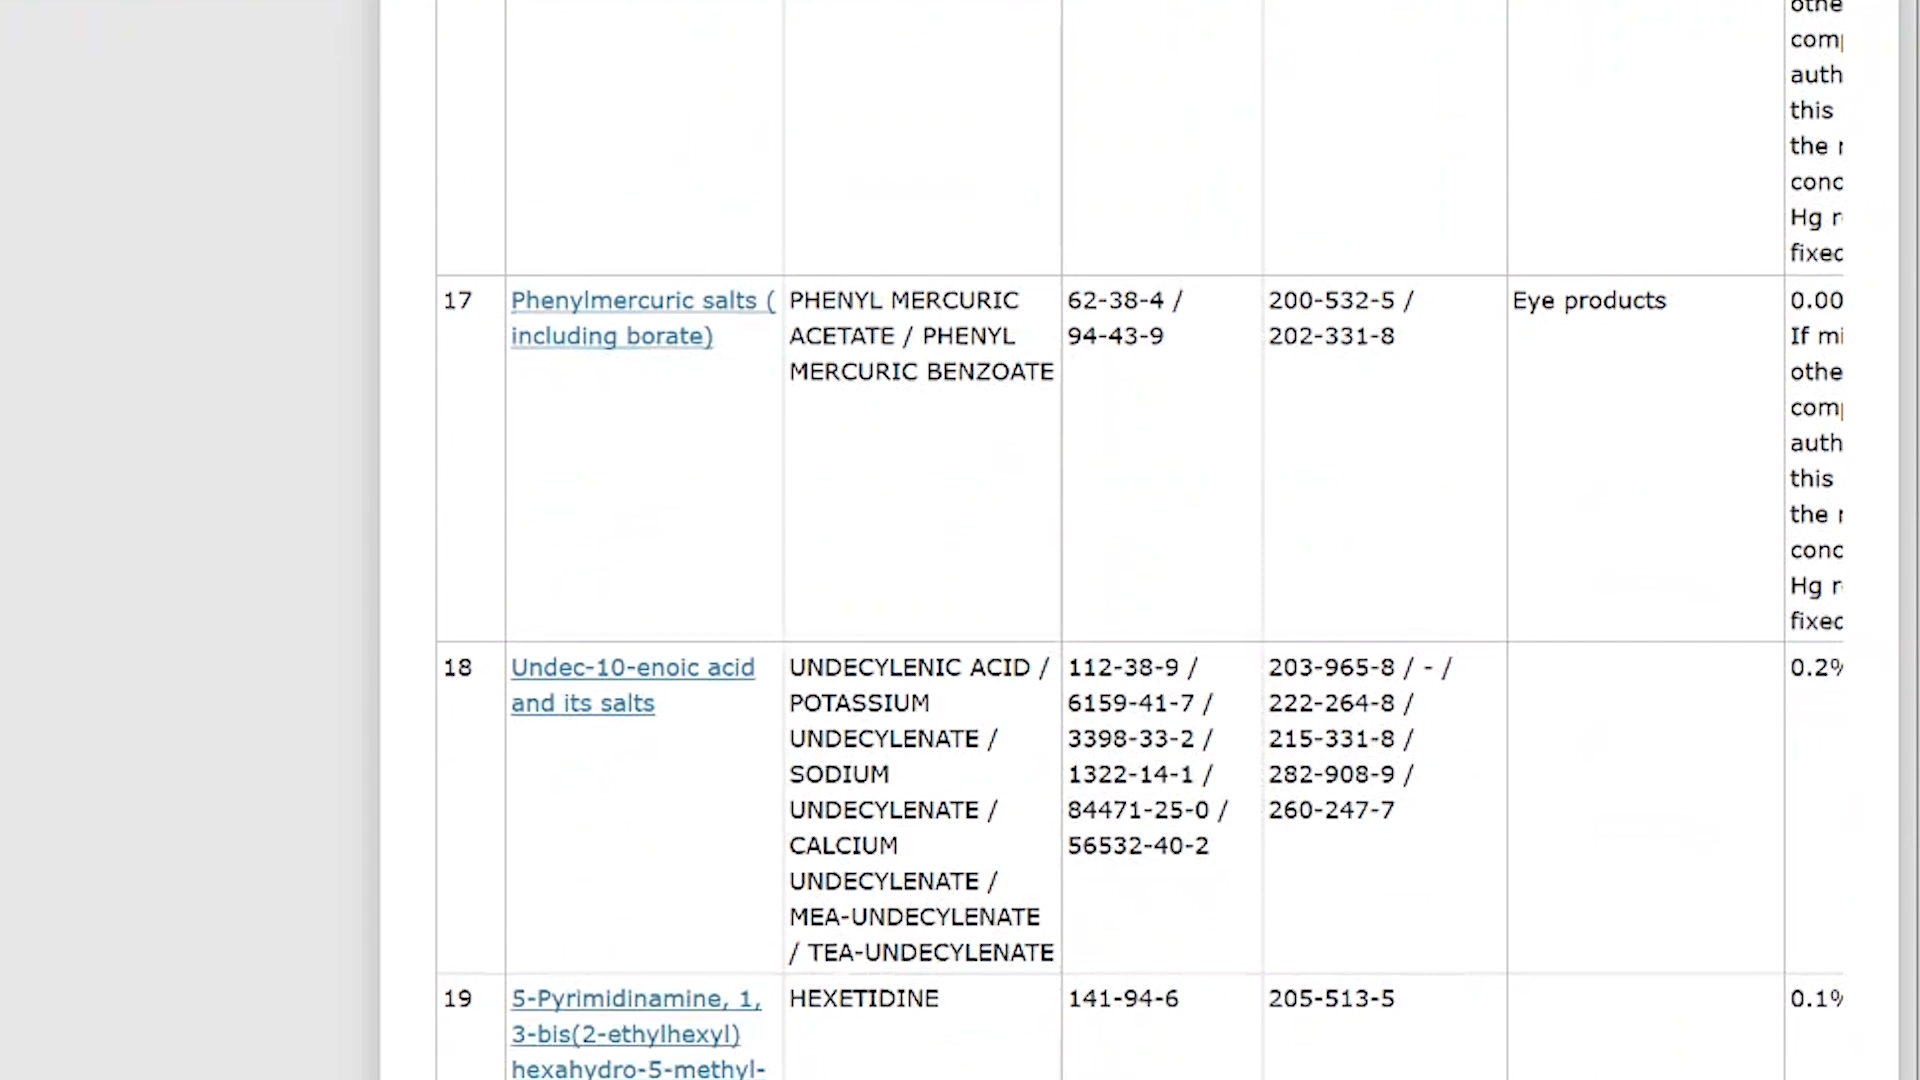 othe
comp
auth
this
the r
conc
Hg r
fixed
17
Phenylmercuric salts (
including borate)
PHENYL MERCURIC
ACETATE / PHENYL
MERCURIC BENZOATE
62-38-4 /
94-43-9
200-532-5 /
202-331-8
Eye products
0.00
If mi
othe
comp
auth
this
the r
conc
Hg r
fixed
18
Undec-10-enoic acid
and its salts
UNDECYLENIC ACID /
POTASSIUM
UNDECYLENATE /
SODIUM
UNDECYLENATE /
CALCIUM
UNDECYLENATE /
MEA-UNDECYLENATE
/ TEA-UNDECYLENATE
112-38-9 /
6159-41-7 /
3398-33-2 /
1322-14-1 /
84471-25-0 /
56532-40-2
203-965-8 / - /
222-264-8 /
215-331-8 /
282-908-9 /
260-247-7
0.2%
19
5-Pyrimidinamine, 1,
3-bis(2-ethylhexyl)
hexahydro-5-methyl-
HEXETIDINE
141-94-6
205-513-5
0.1%